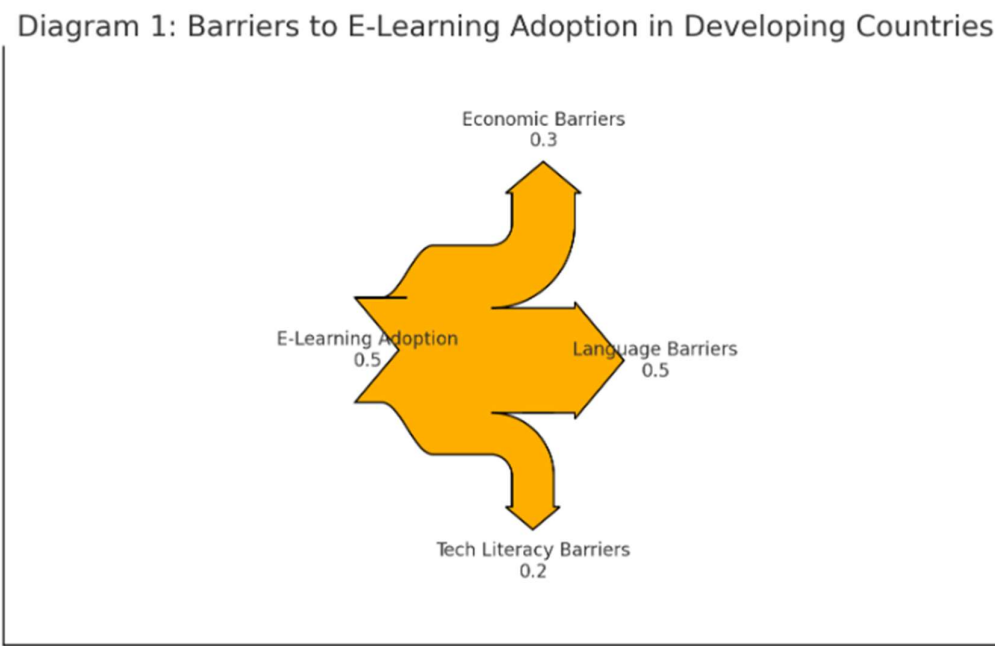 Diagram 1: Barriers to E-Learning Adoption in Developing Countries
Economic Barriers
0.3
E-Learning Adoption
0.5
Language Barriers
0.5
Tech Literacy Barriers
0.2